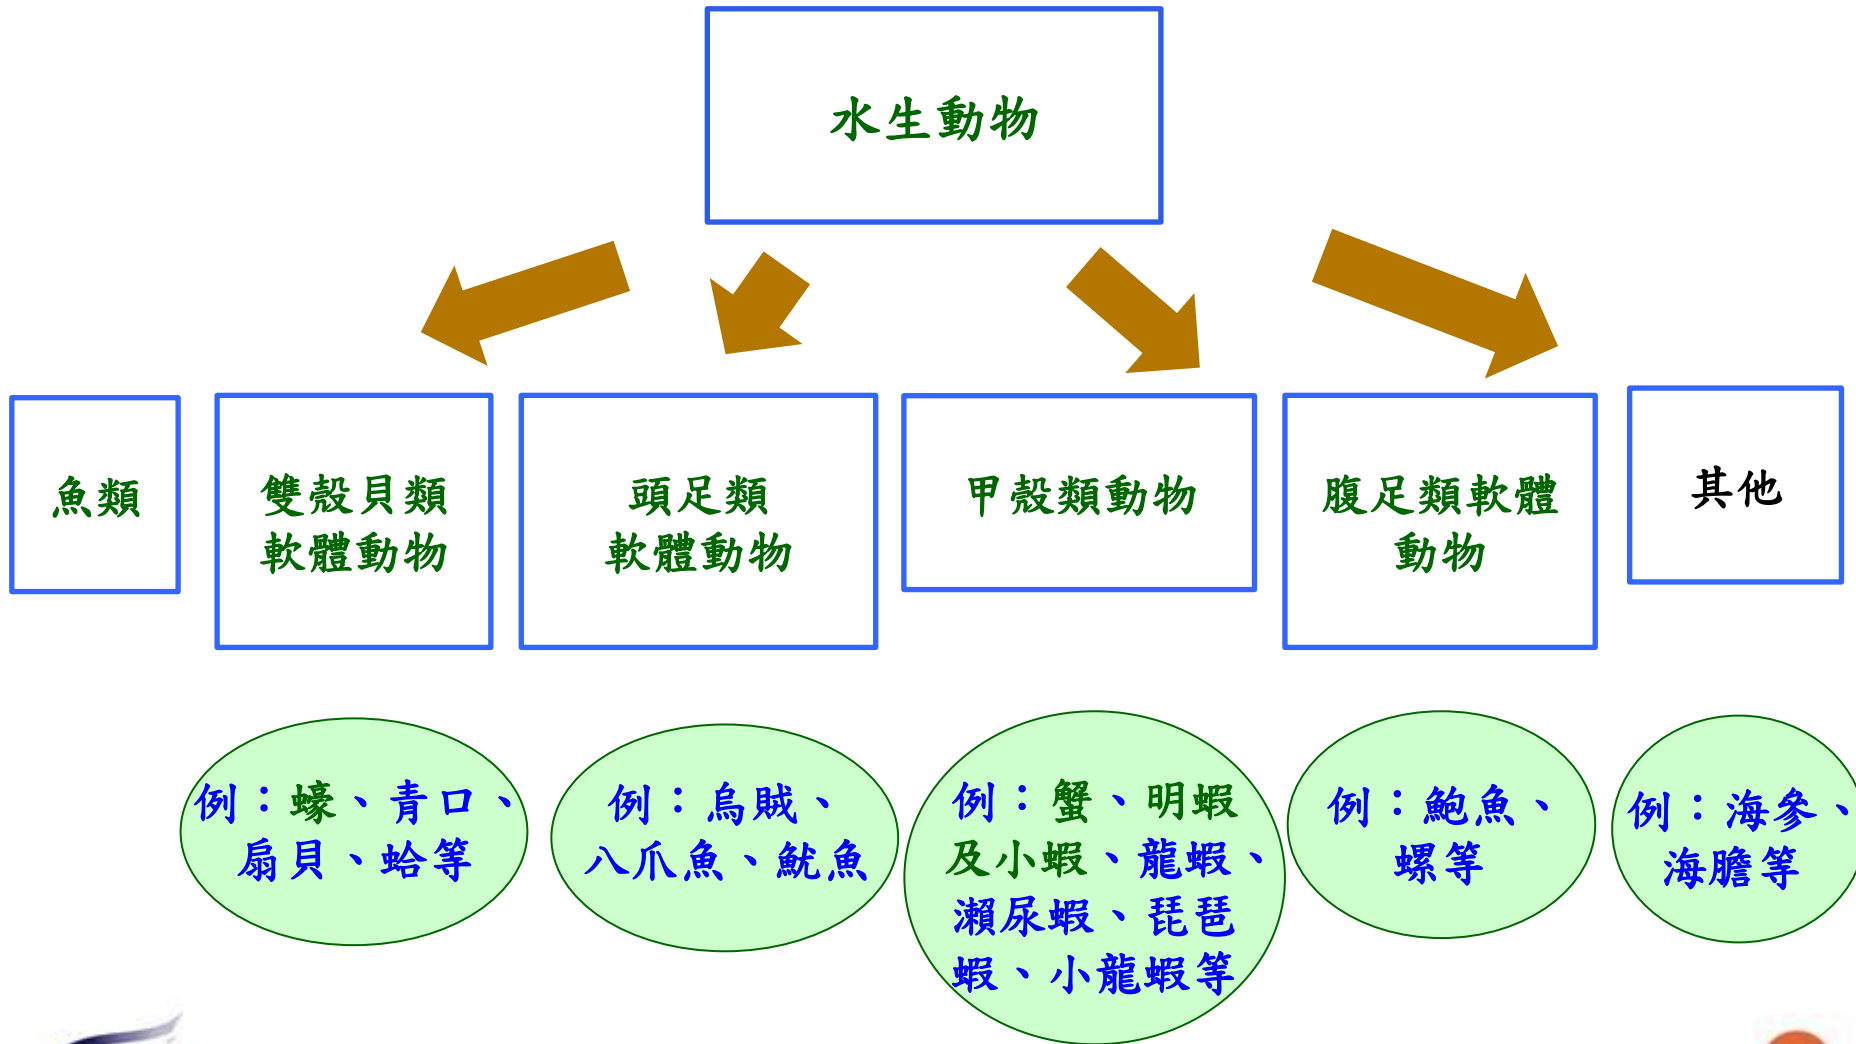 水生動物
魚類
雙殼貝類
軟體動物
頭足類
軟體動物
甲殼類動物
腹足類軟體
動物
其他
例：蠔、青口、
扇貝、蛤等
例：烏賊、
八爪魚、魷魚
例：蟹、明蝦
及小蝦、龍蝦、
瀨尿蝦、琵琶
蝦、小龍蝦等
例：鮑魚、
螺等
例：海參、
海膽等